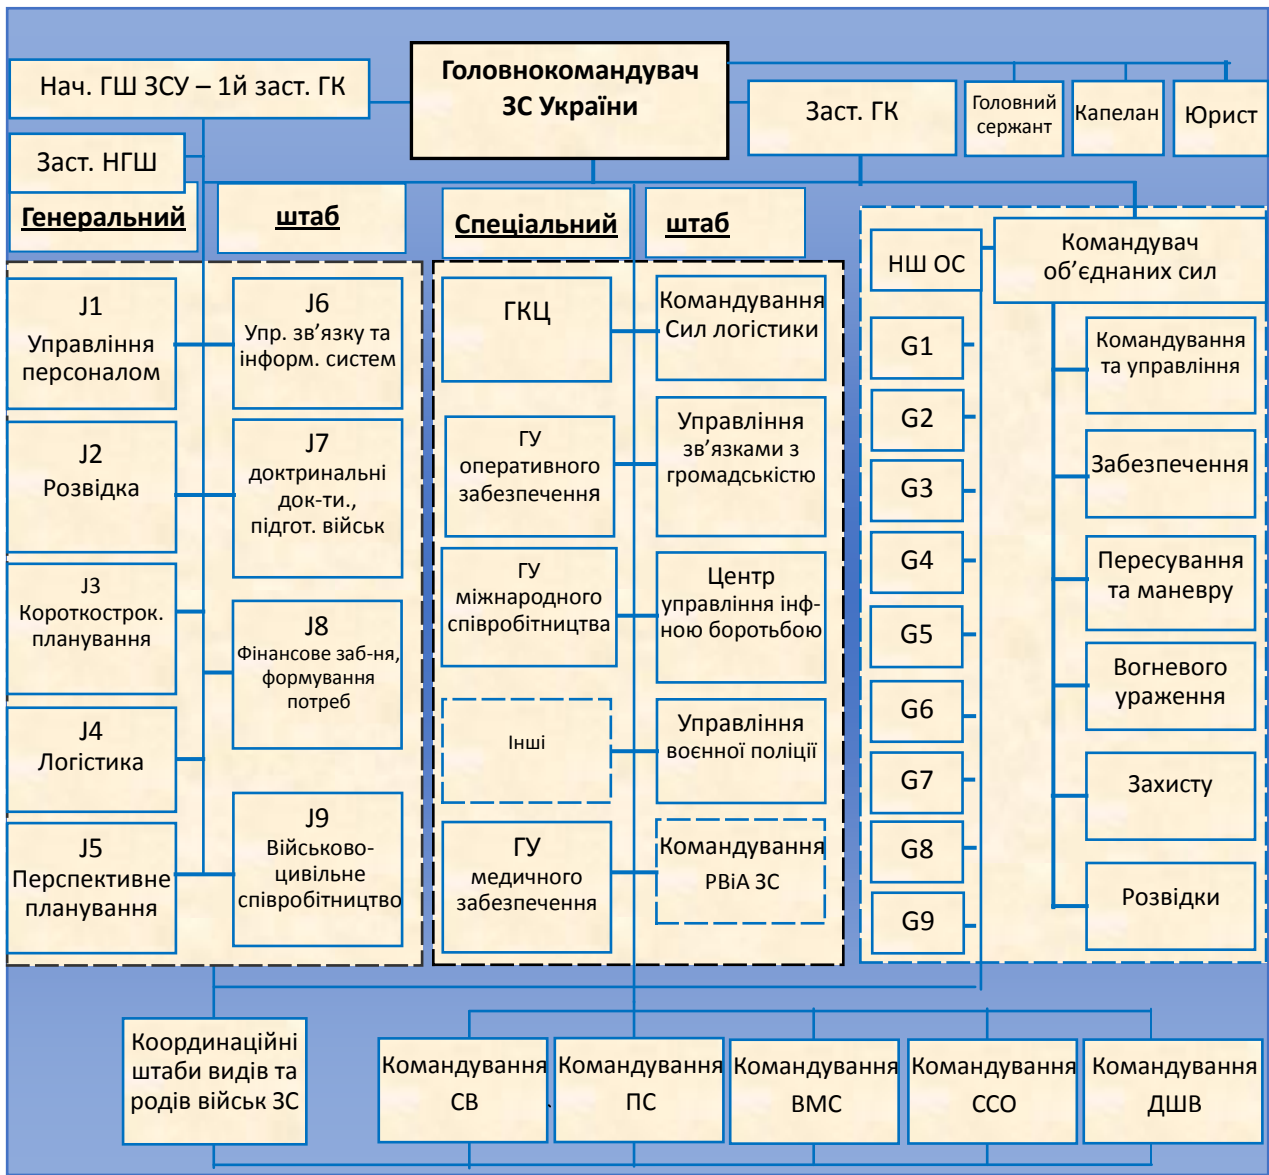 Головнокомандувач
ЗС України
Нач. ГШ ЗСУ – 1й заст. ГК
Заст. ГК
Головний
сержант
Капелан
Юрист
Заст. НГШ
Генеральний
штаб
Спеціальний
штаб
J1
Управління
персоналом
J2
Розвідка
J3
Короткострок.
планування
J4
Логістика
J5
Перспективне
планування
J6
Упр. зв’язку та
інформ. систем
J7
доктринальні
док-ти.,
підгот. військ
J8
Фінансове заб-ня,
формування
потреб
J9
Військово-
цивільне
співробітництво
ГКЦ
ГУ
оперативного
забезпечення
ГУ
міжнародного
співробітництва
Інші
ГУ
медичного
забезпечення
Командування
Сил логістики
Управління
зв’язками з
громадськістю
Центр
управління інф-
ною боротьбою
Управління
воєнної поліції
Командування
РВіА ЗС
НШ ОС
Командувач
об’єднаних сил
G1
G2
G3
G4
G5
G6
G7
G8
G9
Командування
та управління
Забезпечення
Пересування
та маневру
Вогневого
ураження
Захисту
Розвідки
Координаційні
штаби видів та
родів військ ЗС
Командування
СВ
Командування
ПС
Командування
ВМС
Командування
ССО
Командування
ДШВ